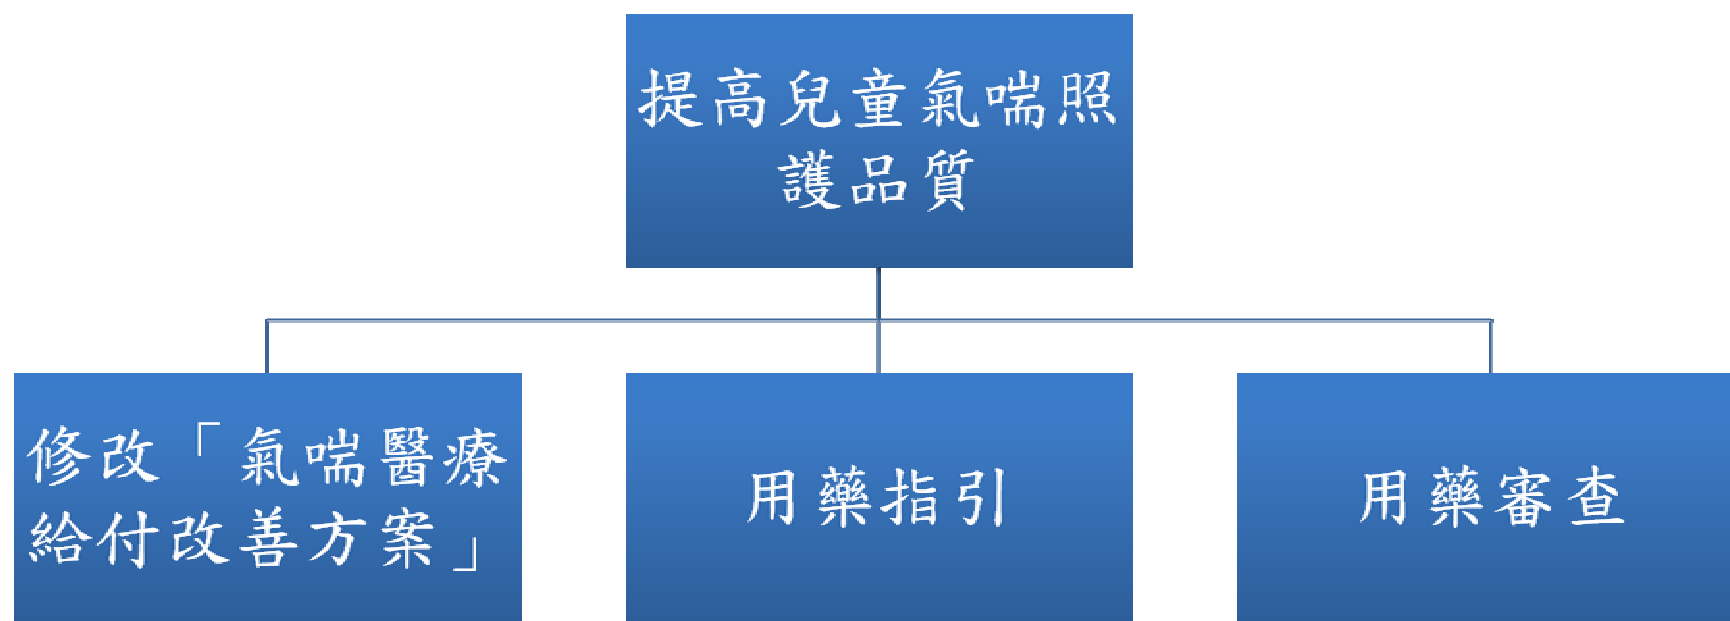 提高兒童氣喘照
護品質
修改「氣喘醫療
給付改善方案」
用藥指引
用藥審查